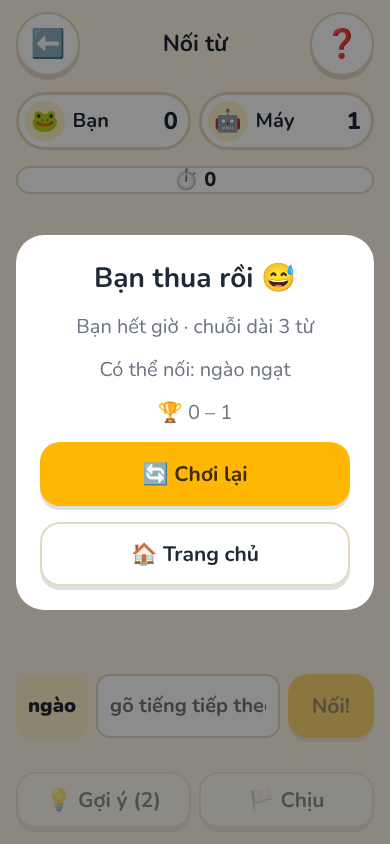 Nối từ
Bạn 0
Máy 1
0
Bạn thua rồi
Bạn hết giờ · chuỗi dài 3 từ
Có thể nối: ngào ngạt
0 – 1
Chơi lại
Trang chủ
ngào
gõ tiếng tiếp the
Nối!
Gợi ý (2)
Chịu